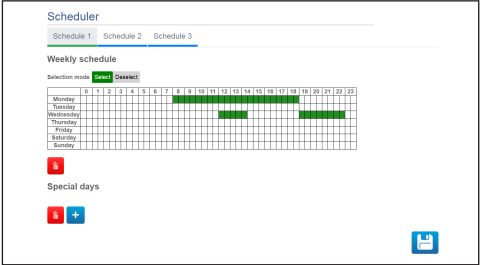 Scheduler
Schedule 1 Schedule 2 Schedule 3
Weekly schedule
Selection mode Select Deselect
0 1 2 3 4 5 6 7 8 9 10 11 12 13 14 15 16 17 18 19 20 21 22 23
Monday
Tuesday
Wednesday
Thursday
Friday
Saturday
Sunday
Special days